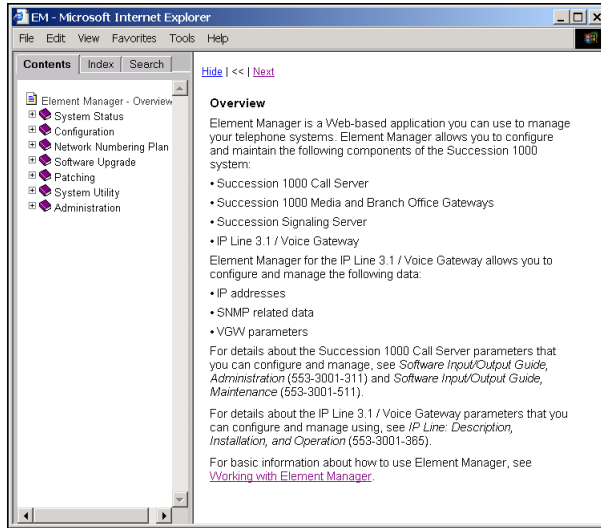 EM - Microsoft Internet Explorer
File Edit View Favorites Tools Help
Contents Index Search
Element Manager - Overview
System Status
Configuration
Network Numbering Plan
Software Upgrade
Patching
System Utility
Administration
Hide | << | Next
Overview
Element Manager is a Web-based application you can use to manage
your telephone systems. Element Manager allows you to configure
and maintain the following components of the Succession 1000
system:
• Succession 1000 Call Server
• Succession 1000 Media and Branch Office Gateways
• Succession Signaling Server
• IP Line 3.1 / Voice Gateway
Element Manager for the IP Line 3.1 / Voice Gateway allows you to
configure and manage the following data:
• IP addresses
• SNMP related data
• VGW parameters
For details about the Succession 1000 Call Server parameters that
you can configure and manage, see Software Input/Output Guide,
Administration (553-3001-311) and Software Input/Output Guide,
Maintenance (553-3001-511).
For details about the IP Line 3.1 / Voice Gateway parameters that you
can configure and manage using, see IP Line: Description,
Installation, and Operation (553-3001-365).
For basic information about how to use Element Manager, see
Working with Element Manager.